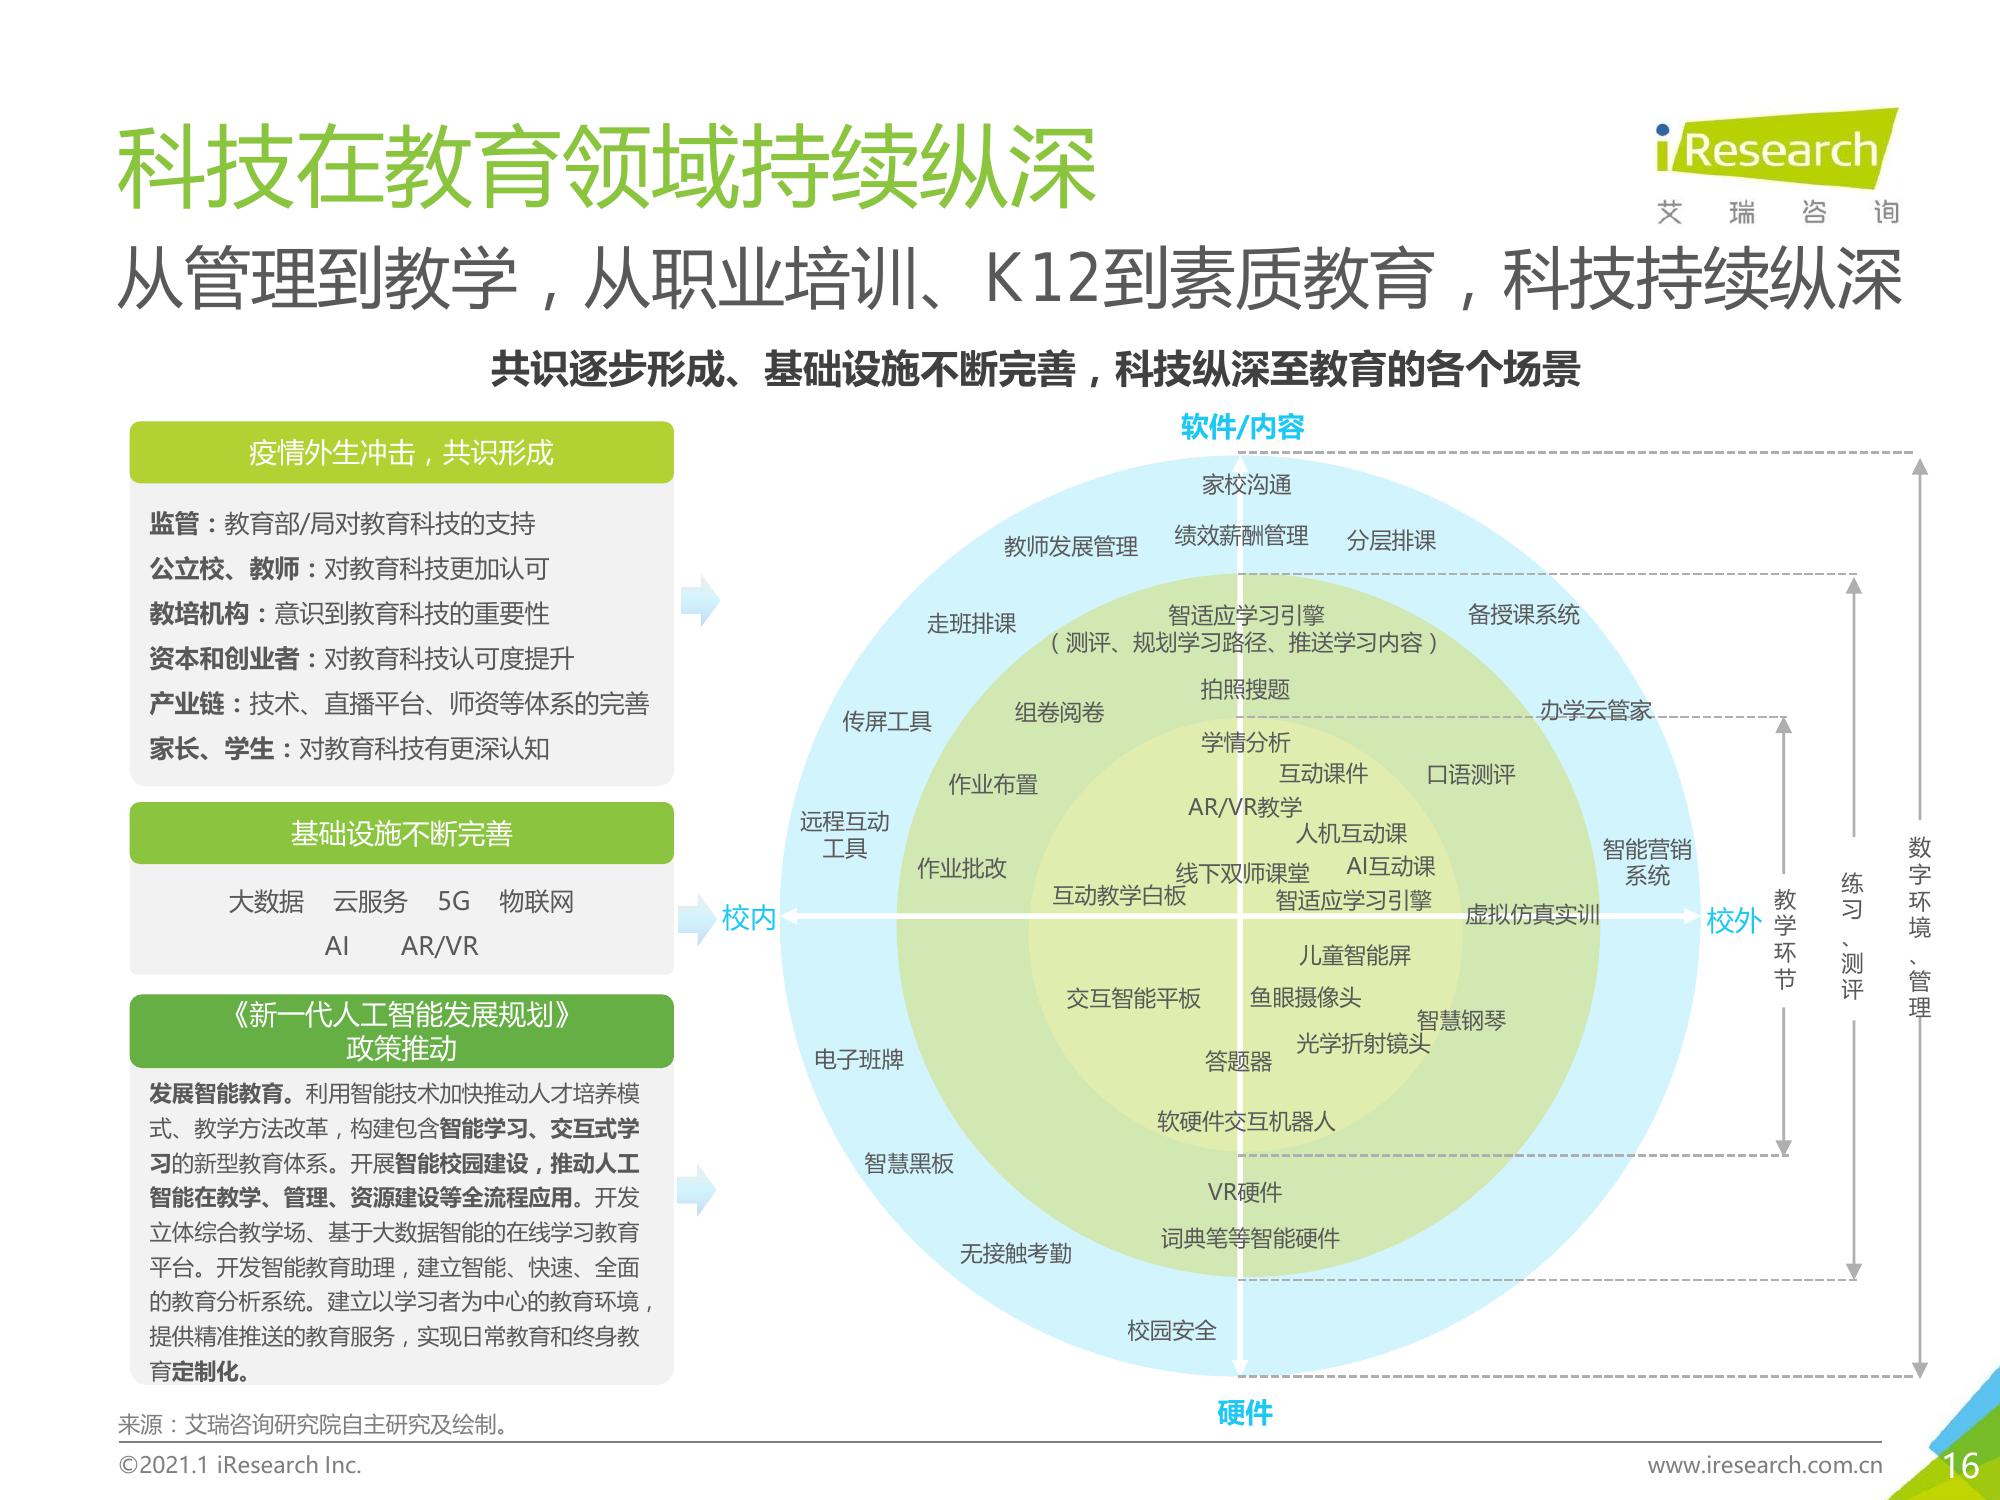 科技在教育领域持续纵深
iResearch
艾瑞咨询
从管理到教学，从职业培训、K12到素质教育，科技持续纵深
共识逐步形成、基础设施不断完善，科技纵深至教育的各个场景
疫情外生冲击，共识形成
监管：教育部/局对教育科技的支持
公立校、教师：对教育科技更加认可
教培机构：意识到教育科技的重要性
资本和创业者：对教育科技认可度提升
产业链：技术、直播平台、师资等体系的完善
家长、学生：对教育科技有更深认知
基础设施不断完善
大数据 云服务 5G 物联网
AI AR/VR
《新一代人工智能发展规划》
政策推动
发展智能教育。利用智能技术加快推动人才培养模
式、教学方法改革，构建包含智能学习、交互式学
习的新型教育体系。开展智能校园建设，推动人工
智能在教学、管理、资源建设等全流程应用。开发
立体综合教学场、基于大数据智能的在线学习教育
平台。开发智能教育助理，建立智能、快速、全面
的教育分析系统。建立以学习者为中心的教育环境，
提供精准推送的教育服务，实现日常教育和终身教
育定制化。
软件/内容
家校沟通
教师发展管理
绩效薪酬管理
分层排课
走班排课
智适应学习引擎
（测评、规划学习路径、推送学习内容）
备授课系统
拍照搜题
传屏工具
组卷阅卷
办学云管家
学情分析
互动课件
口语测评
作业布置
AR/VR教学
远程互动
工具
人机互动课
智能营销
系统
作业批改
线下双师课堂
AI互动课
互动教学白板
智适应学习引擎
虚拟仿真实训
校内
校外
儿童智能屏
交互智能平板
鱼眼摄像头
智慧钢琴
光学折射镜头
电子班牌
答题器
软硬件交互机器人
智慧黑板
VR硬件
词典笔等智能硬件
无接触考勤
校园安全
硬件
教学环节
练习、测评
数字环境、管理
来源：艾瑞咨询研究院自主研究及绘制。
©2021.1 iResearch Inc.
www.iresearch.com.cn
16